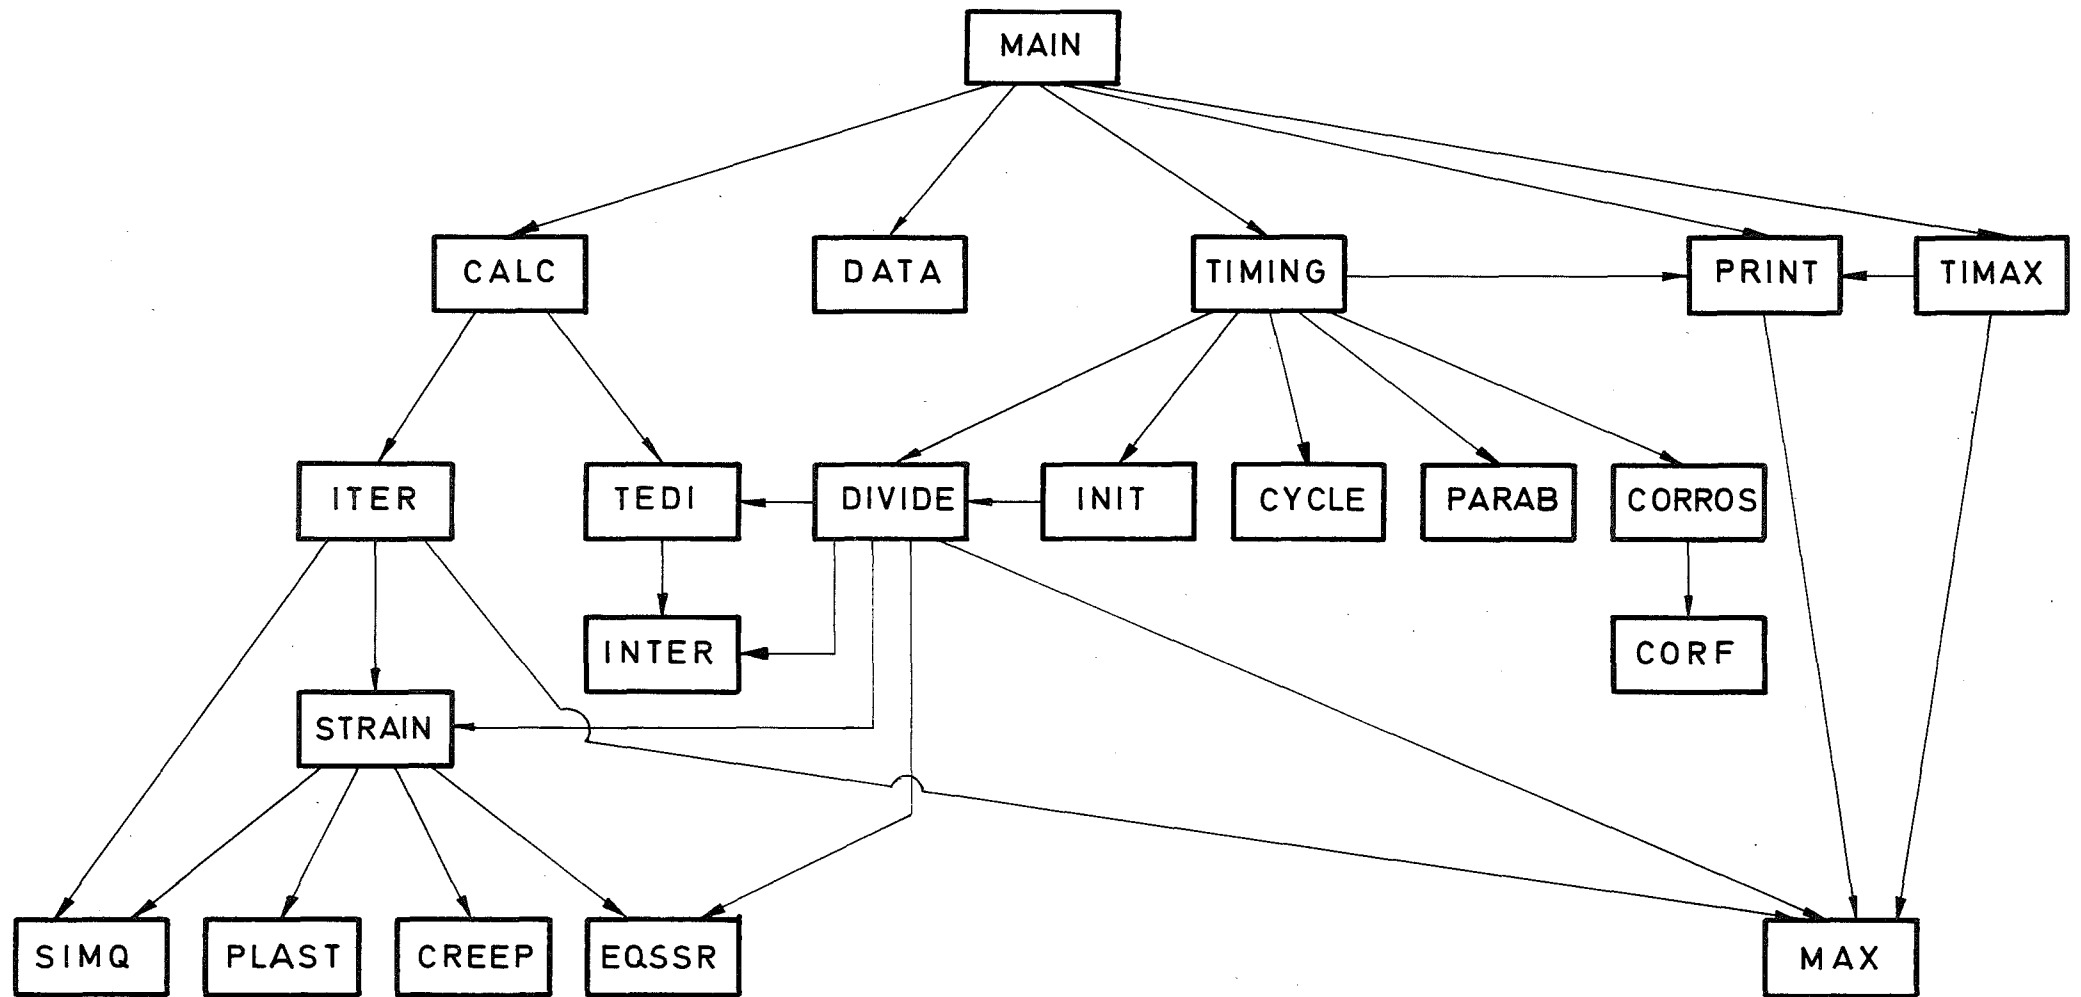 MAIN
CALC
DATA
TIMING
PRINT
TIMAX
ITER
TEDI
DIVIDE
INIT
CYCLE
PARAB
CORROS
INTER
CORF
STRAIN
SIMQ
PLAST
CREEP
EQSSR
MAX